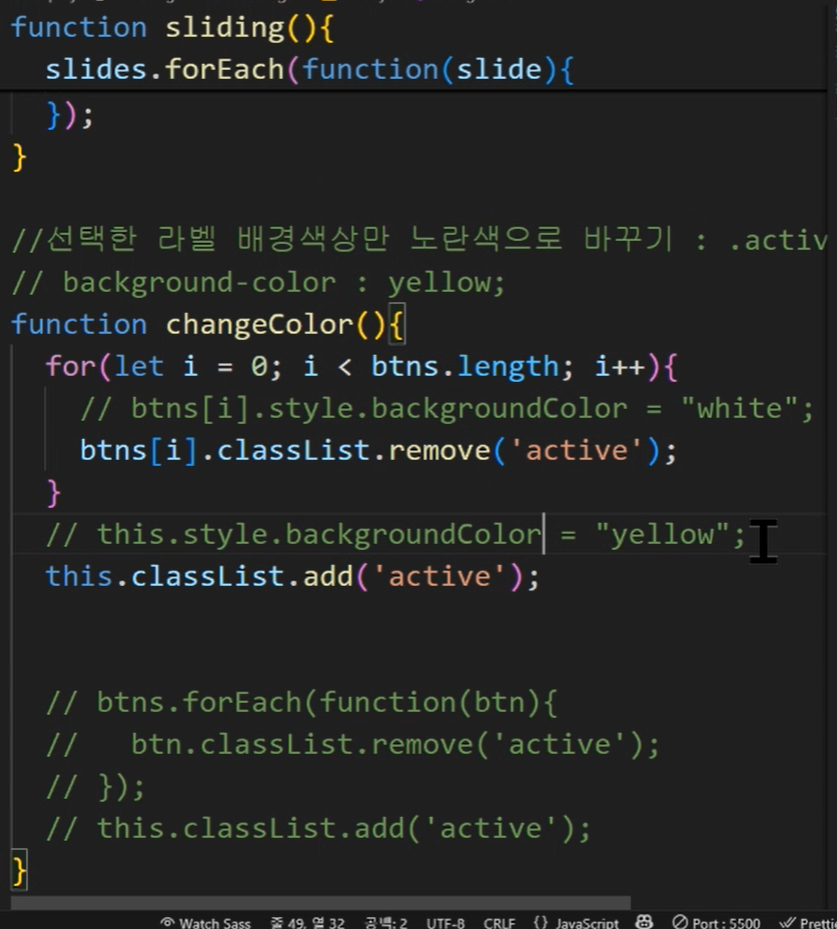 function sliding(){
  slides.forEach(function(slide){
  });
}
//선택한 라벨 배경색상만 노란색으로 바꾸기 : .activ
// background-color : yellow;
function changeColor(){
  for(let i = 0; i < btns.length; i++){
    // btns[i].style.backgroundColor = "white";
    btns[i].classList.remove('active');
  }
  // this.style.backgroundColor = "yellow";
  this.classList.add('active');
  // btns.forEach(function(btn){
  //   btn.classList.remove('active');
  // });
  // this.classList.add('active');
}
Watch Sass 줄 49, 열 32 공백: 2 UTF-8 CRLF {} JavaScript Port : 5500 Pretti